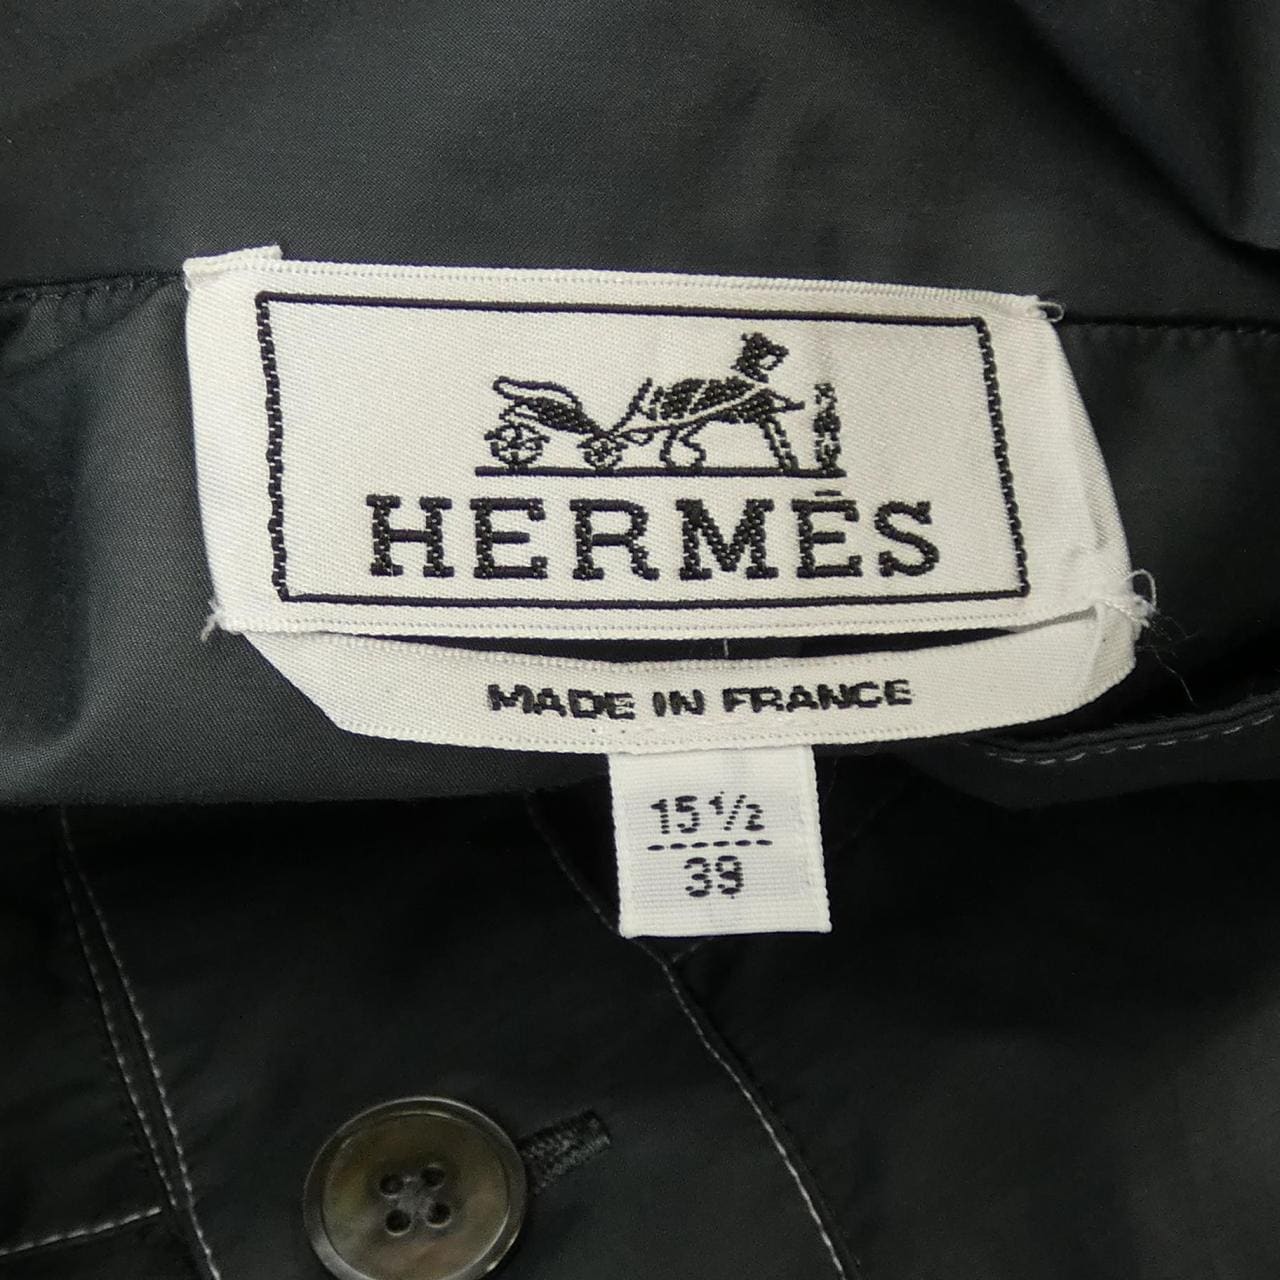 HERMÈS
MADE IN FRANCE
15 ½
39